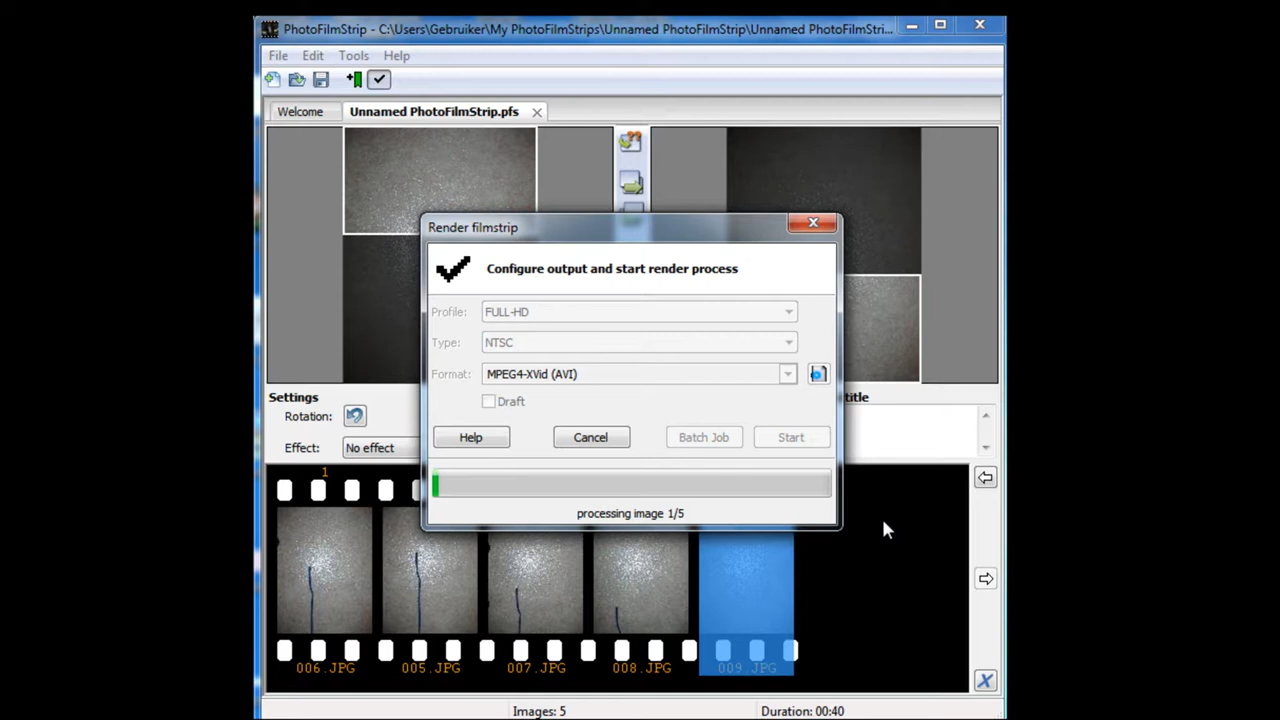 PhotoFilmStrip - C:\Users\Gebruiker\My PhotoFilmStrips\Unnamed PhotoFilmStrip\Unnamed PhotoFilmStri...
File Edit Tools Help
Welcome Unnamed PhotoFilmStrip.pfs
Render filmstrip
Configure output and start render process
Profile: FULL-HD
Type: NTSC
Format: MPEG4-XVid (AVI)
Draft
Help Cancel Batch Job Start
processing image 1/5
Settings
title
Rotation:
Effect: No effect
1
006.JPG 005.JPG 007.JPG 008.JPG 009.JPG
Images: 5 Duration: 00:40